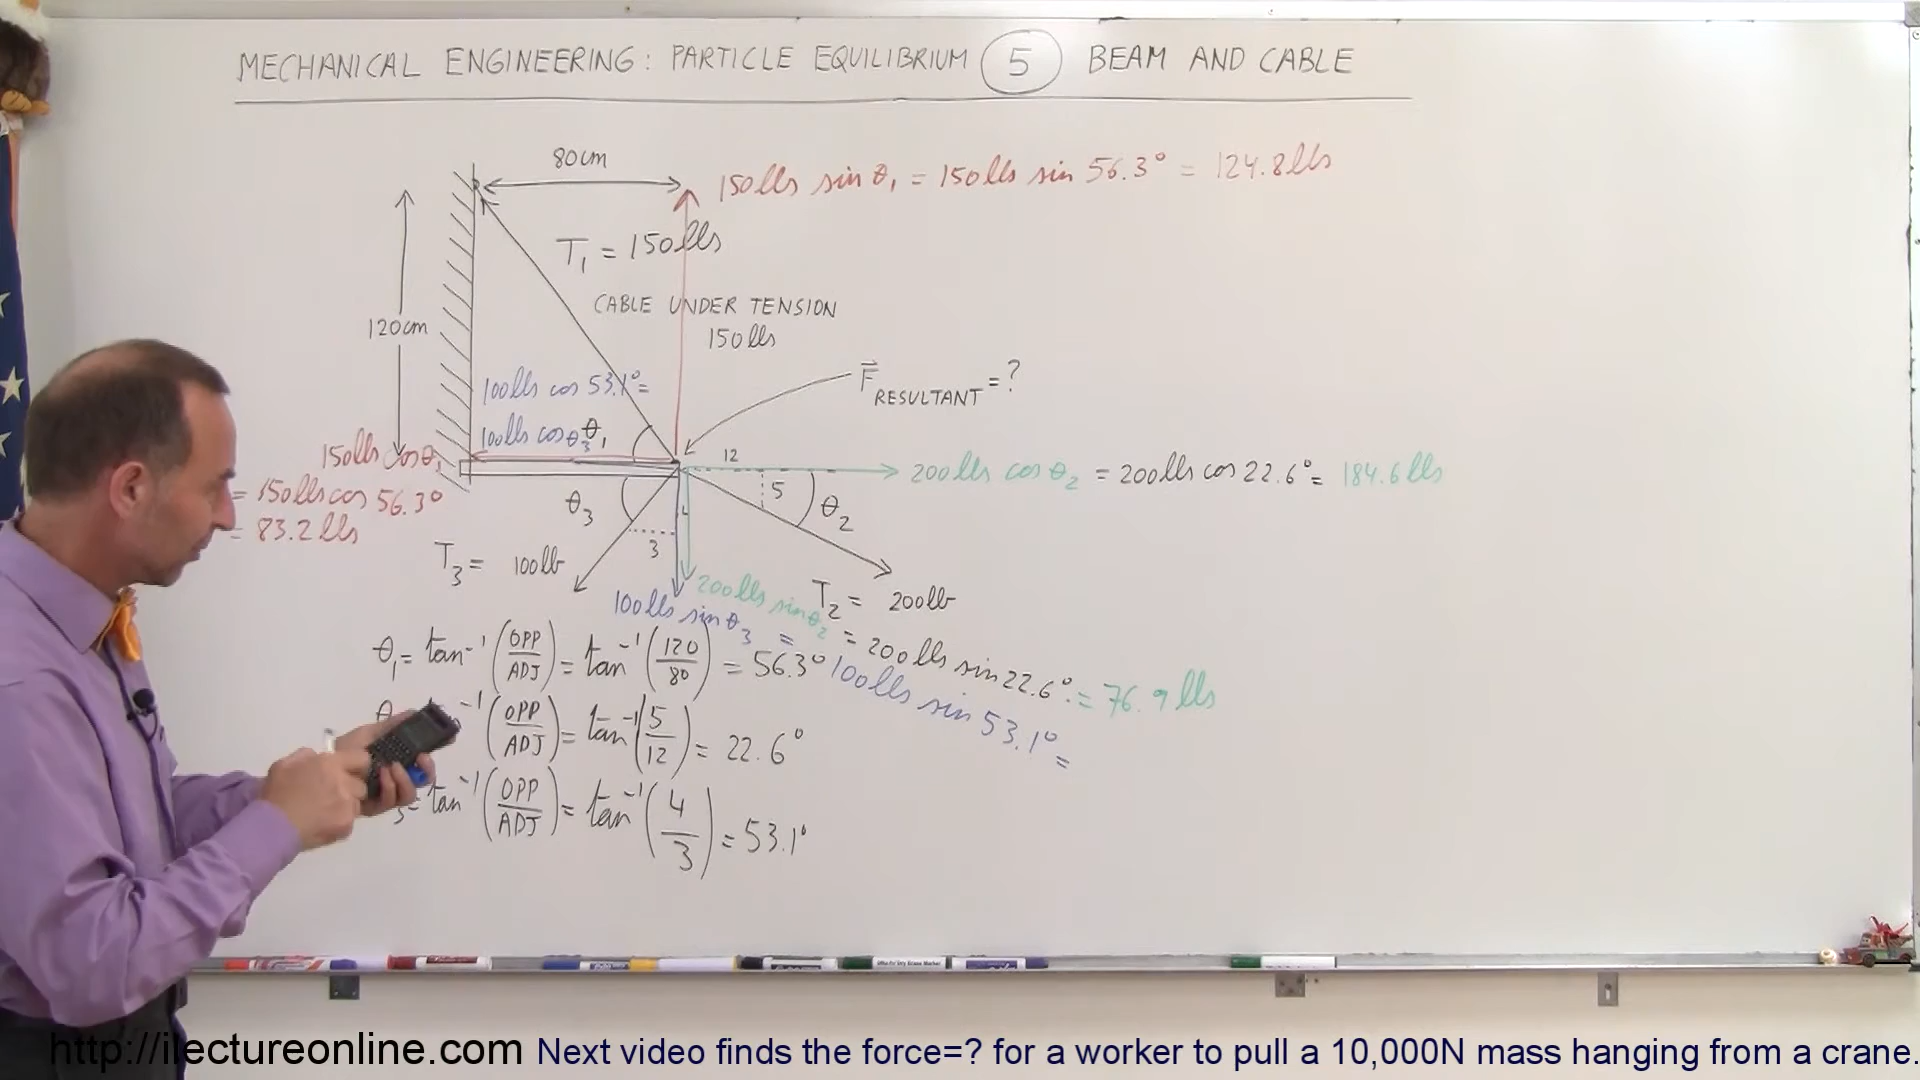 MECHANICAL ENGINEERING: PARTICLE EQUILIBRIUM 5 BEAM AND CABLE
80cm
150lbs sin θ₁ = 150lbs sin 56.3° = 124.8lbs
T₁ = 150lbs
CABLE UNDER TENSION
150lbs
120cm
F⃗ RESULTANT = ?
100lbs cos 53.1° =
100lbs cos θ₃
θ₁
150lbs cos θ₁
= 150lbs cos 56.3°
= 83.2lbs
12
200lbs cos θ₂ = 200lbs cos 22.6° = 184.6lbs
5
θ₂
θ₃
4
3
T₃ = 100lb
T₂ = 200lb
200lbs sin θ₂ = 200lbs sin 22.6° = 76.9lbs
100lbs sin θ₃ = 100lbs sin 53.1° =
θ₁ = tan⁻¹(OPP/ADJ) = tan⁻¹(120/80) = 56.3°
θ ⁻¹(OPP/ADJ) = tan⁻¹(5/12) = 22.6°
₃ = tan⁻¹(OPP/ADJ) = tan⁻¹(4/3) = 53.1°
http://ilectureonline.com Next video finds the force=? for a worker to pull a 10,000N mass hanging from a crane.